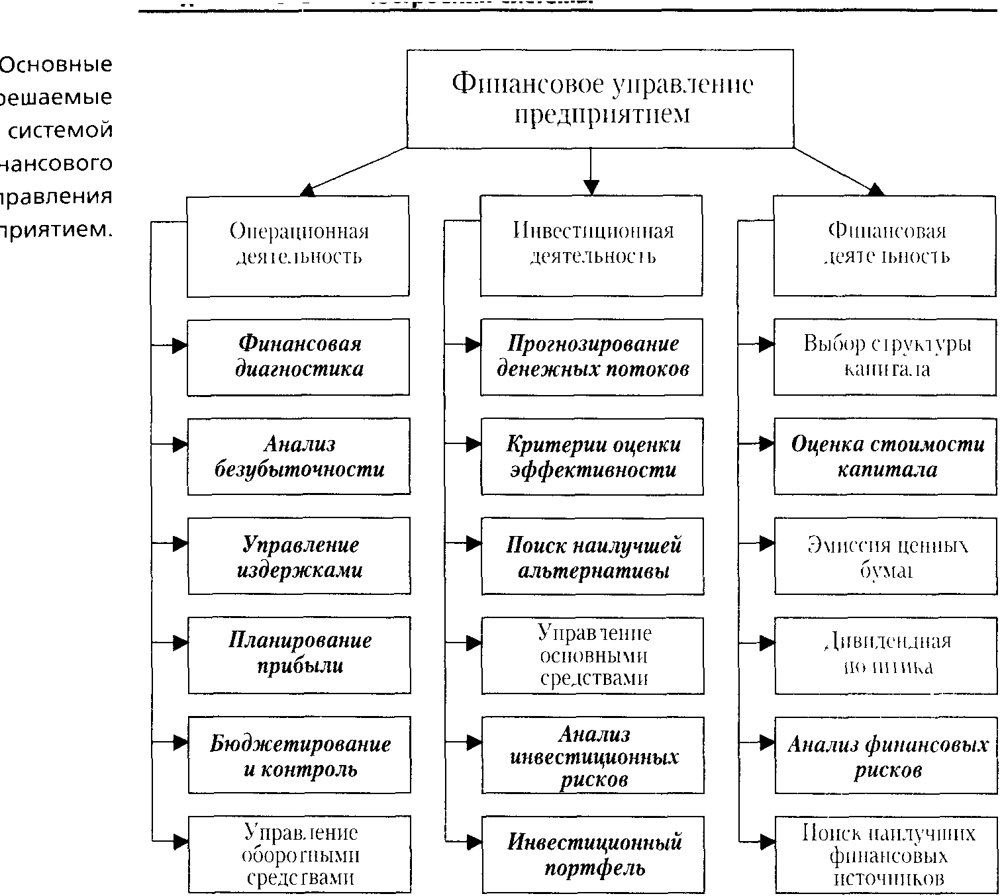 Основные
решаемые
системой
нансового
правления
приятием.
Финансовое управление
предприятием
Операционная
деятельность
Инвестиционная
деятельность
Финансовая
деятельность
Финансовая
диагностика
Прогнозирование
денежных потоков
Выбор структуры
капитала
Анализ
безубыточности
Критерии оценки
эффективности
Оценка стоимости
капитала
Управление
издержками
Поиск наилучшей
альтернативы
Эмиссия ценных
бумаг
Планирование
прибыли
Управление
основными
средствами
Дивидендная
политика
Бюджетирование
и контроль
Анализ
инвестиционных
рисков
Анализ финансовых
рисков
Управление
оборотными
средствами
Инвестиционный
портфель
Поиск наилучших
финансовых
источников